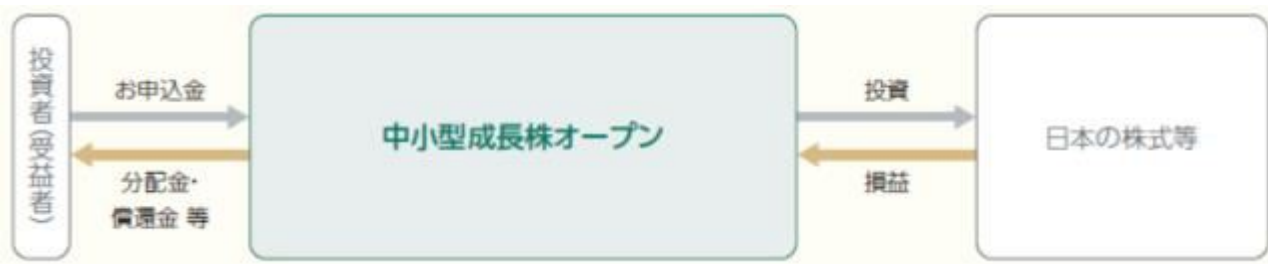 投資者(受益者)
お申込金
分配金・
償還金 等
中小型成長株オープン
投資
損益
日本の株式等